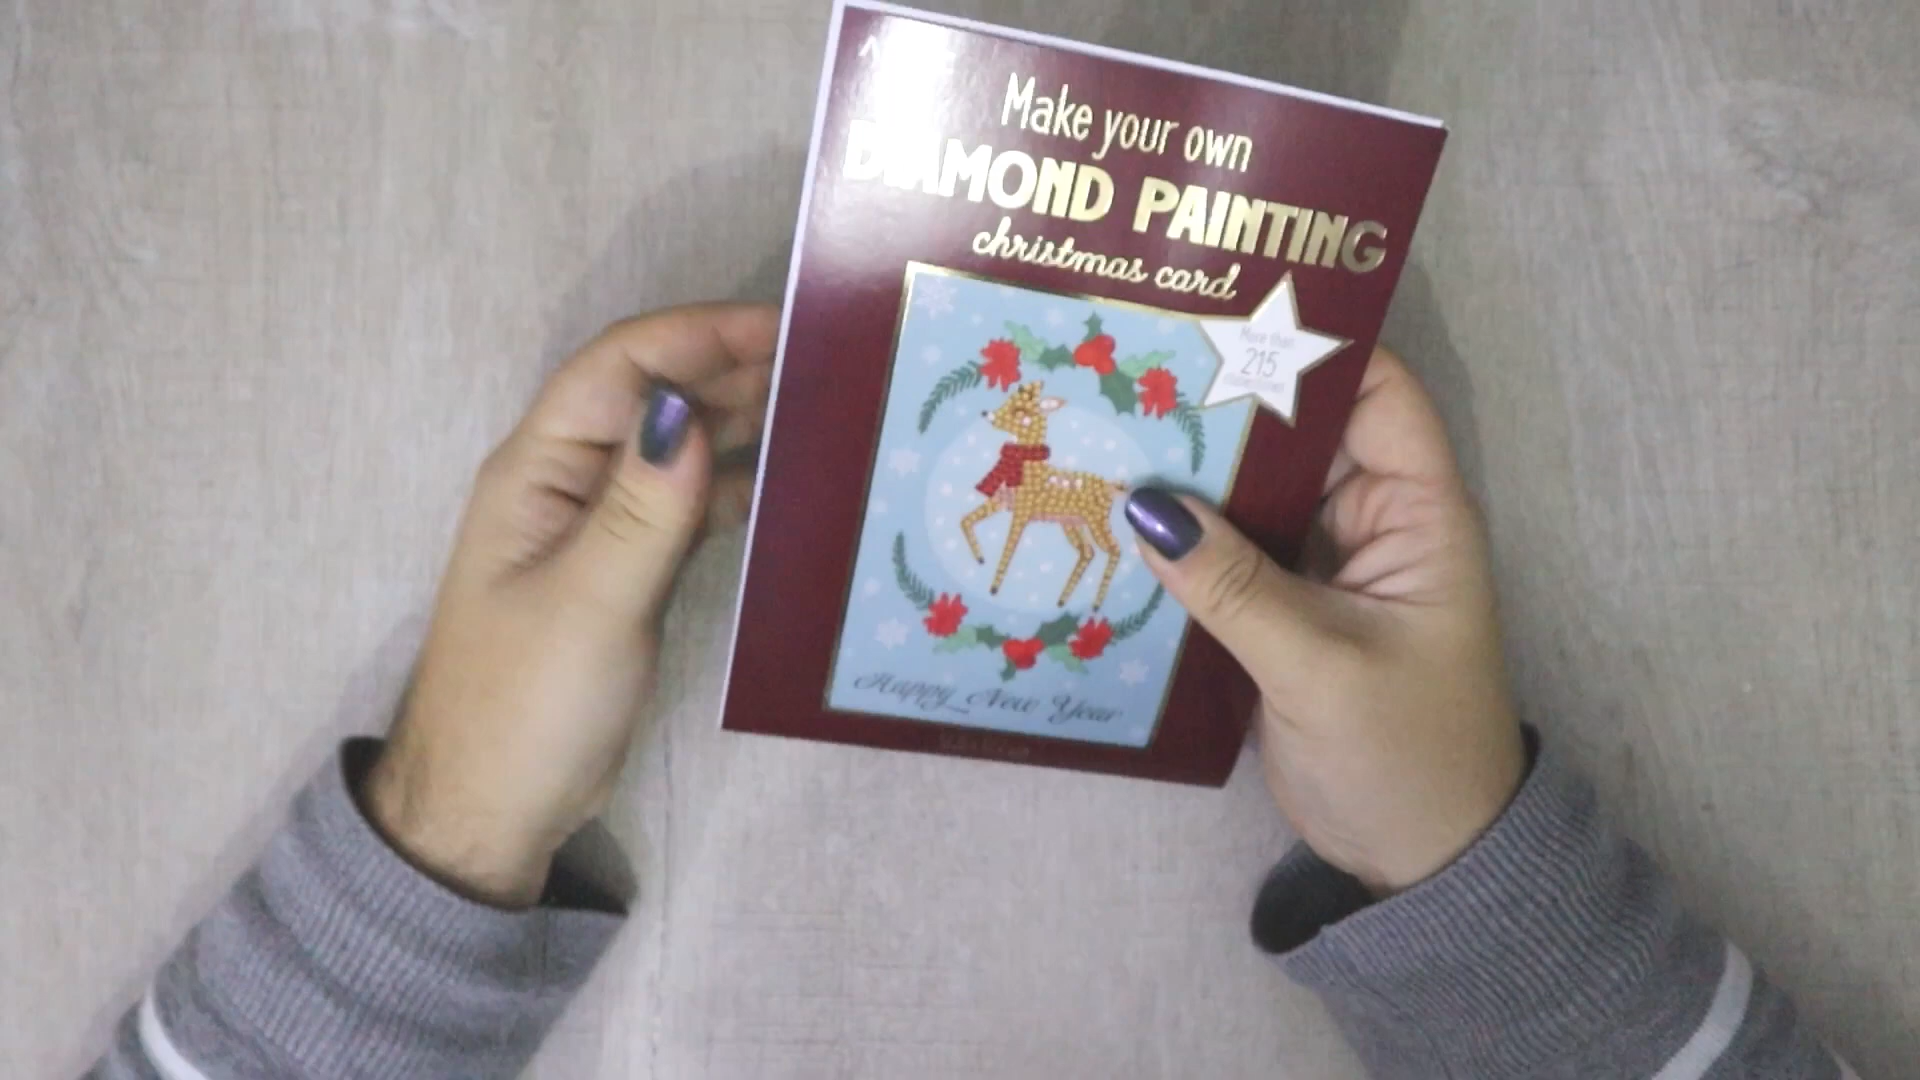 Make your own
DIAMOND PAINTING
christmas card
More than
215
Happy New Year